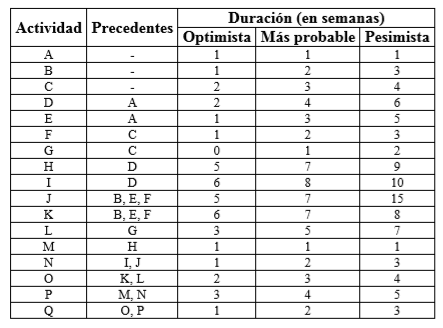 Actividad Precedentes Duración (en semanas)
Optimista Más probable Pesimista
A - 1 1 1
B - 1 2 3
C - 2 3 4
D A 2 4 6
E A 1 3 5
F C 1 2 3
G C 0 1 2
H D 5 7 9
I D 6 8 10
J B, E, F 5 7 15
K B, E, F 6 7 8
L G 3 5 7
M H 1 1 1
N I, J 1 2 3
O K, L 2 3 4
P M, N 3 4 5
Q O, P 1 2 3